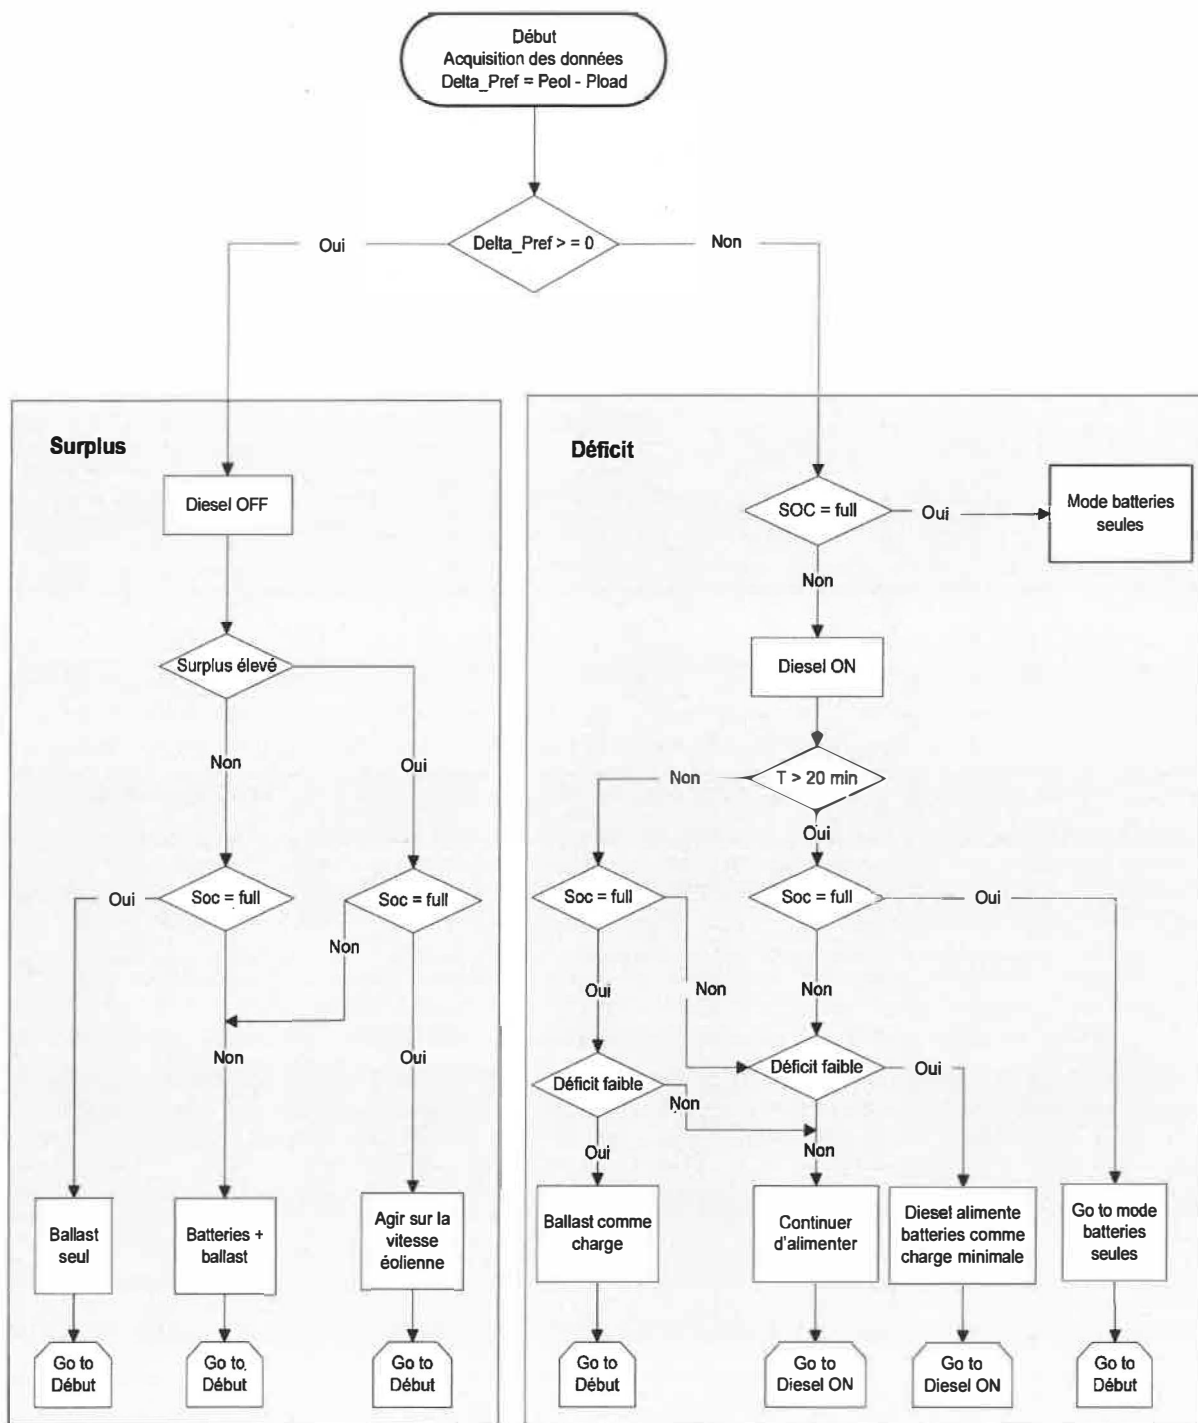 Début
Acquisition des données
Delta_Pref = Peol - Pload
Delta_Pref > = 0
Oui
Non
Surplus
Déficit
Diesel OFF
SOC = full
Oui
Mode batteries
seules
Non
Surplus élevé
Diesel ON
Non
Oui
T > 20 min
Non
Oui
Oui
Soc = full
Soc = full
Non
Soc = full
Soc = full
Oui
Oui
Non
Non
Non
Oui
Déficit faible
Non
Déficit faible
Oui
Oui
Non
Ballast
seul
Batteries +
ballast
Agir sur la
vitesse
éolienne
Ballast comme
charge
Continuer
d'alimenter
Diesel alimente
batteries comme
charge minimale
Go to mode
batteries
seules
Go to
Début
Go to.
Début
Go to
Début
Go to
Début
Go to
Diesel ON
Go to
Diesel ON
Go to
Début